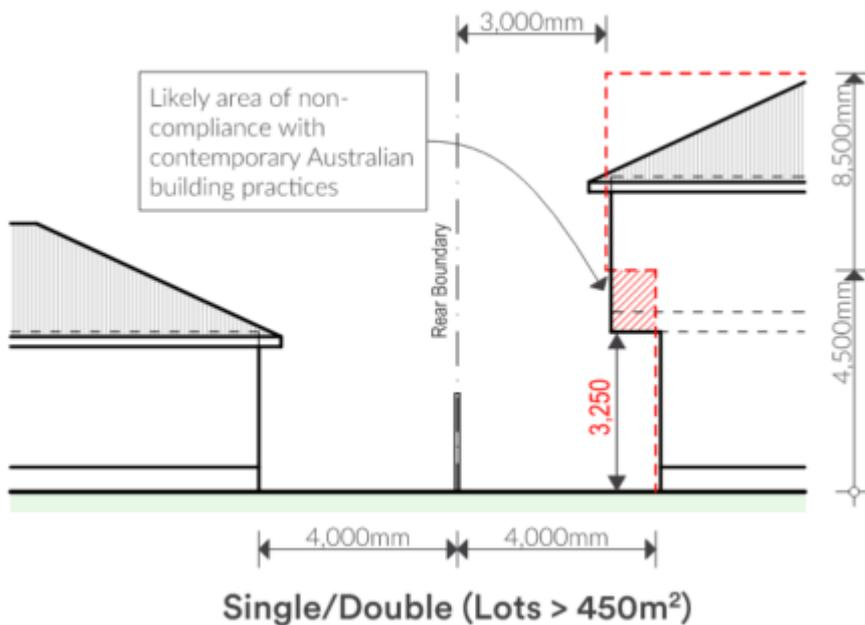 3,000mm
Likely area of non-
compliance with
contemporary Australian
building practices
Rear Boundary
8,500mm
4,500mm
3,250
4,000mm
4,000mm
Single/Double (Lots > 450m²)